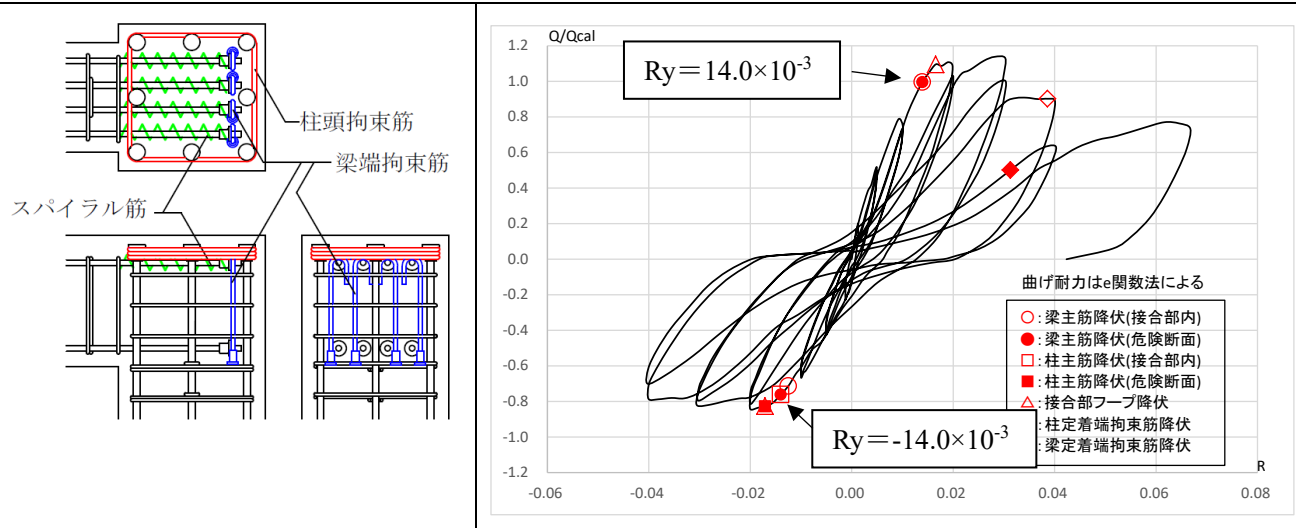 柱頭拘束筋
梁端拘束筋
スパイラル筋
Q/Qcal
1.2
1.0
0.8
0.6
0.4
0.2
0.0
-0.2
-0.4
-0.6
-0.8
-1.0
-1.2
-0.06
-0.04
-0.02
0.00
0.02
0.04
0.06
0.08
R
Ry=14.0×10⁻³
Ry=-14.0×10⁻³
曲げ耐力はe関数法による
○:梁主筋降伏(接合部内)
●:梁主筋降伏(危険断面)
□:柱主筋降伏(接合部内)
■:柱主筋降伏(危険断面)
△:接合部フープ降伏
:柱定着端拘束筋降伏
:梁定着端拘束筋降伏